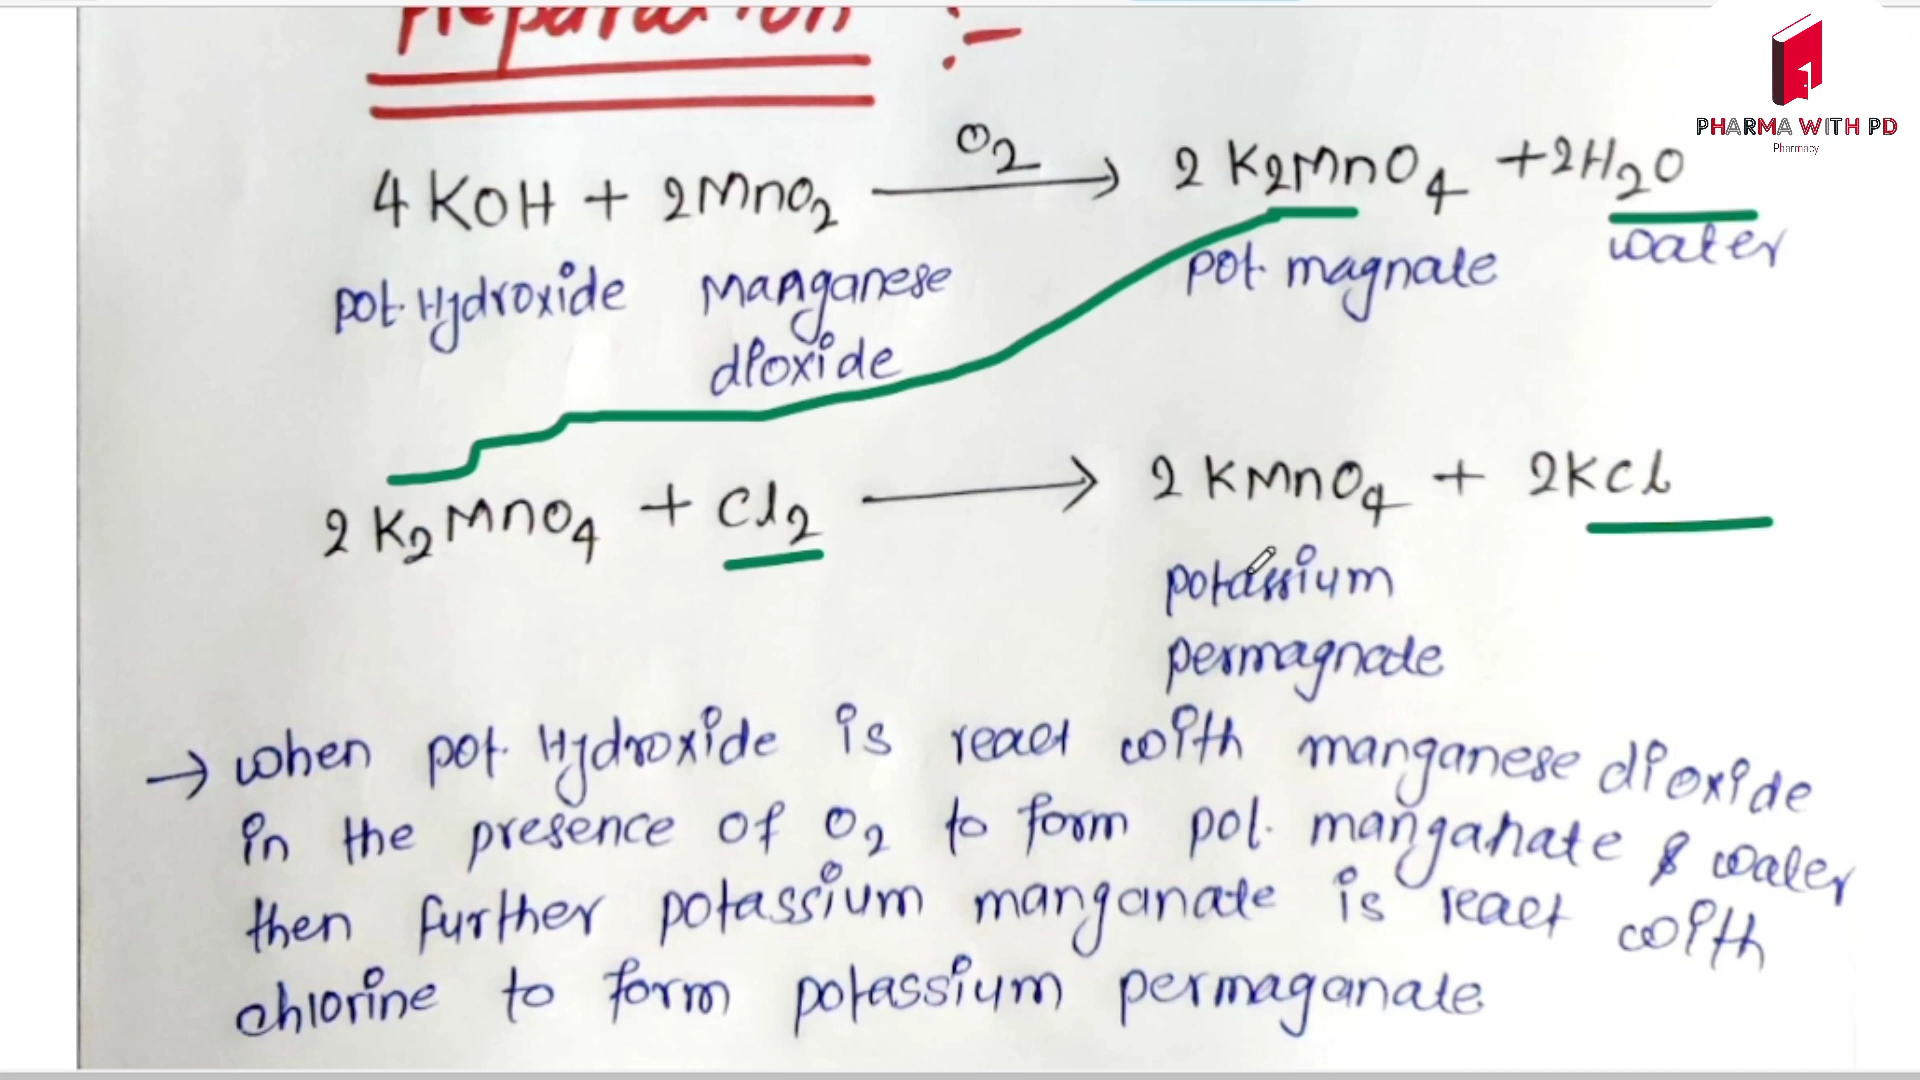 Preparation :-
PHARMA WITH PD
Pharmacy
4 KOH + 2MnO2 O2 → 2 K2MnO4 + 2H2O
pot. Hydroxide manganese dioxide pot. magnate water
2 K2MnO4 + Cl2 → 2 KMnO4 + 2KCl
potassium
permagnate
→ when pot. Hydroxide is react with manganese dioxide
in the presence of O2 to form pot. manganate & water
then further potassium manganate is react with
chlorine to form potassium permaganate